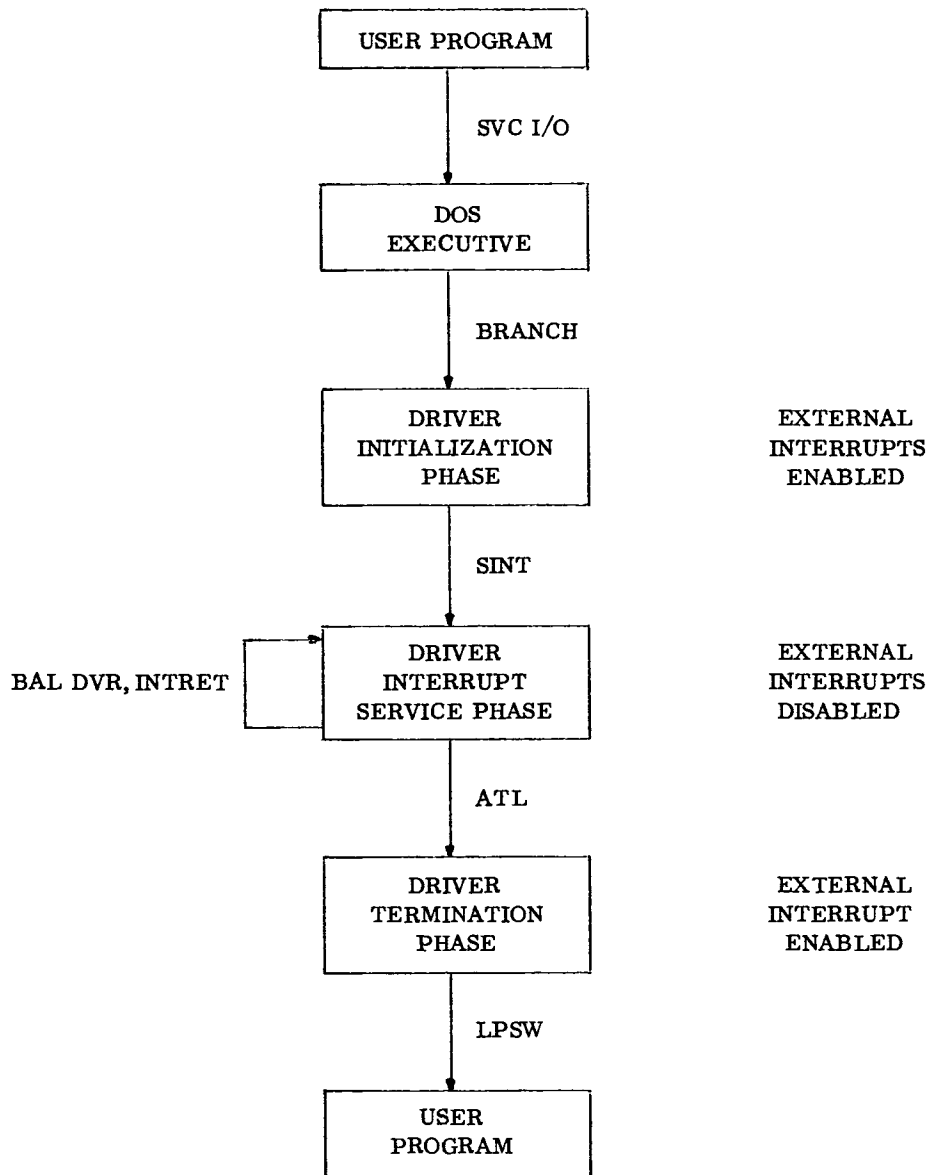 USER PROGRAM
SVC I/O
DOS
EXECUTIVE
BRANCH
DRIVER
INITIALIZATION
PHASE
EXTERNAL
INTERRUPTS
ENABLED
SINT
BAL DVR, INTRET
DRIVER
INTERRUPT
SERVICE PHASE
EXTERNAL
INTERRUPTS
DISABLED
ATL
DRIVER
TERMINATION
PHASE
EXTERNAL
INTERRUPT
ENABLED
LPSW
USER
PROGRAM